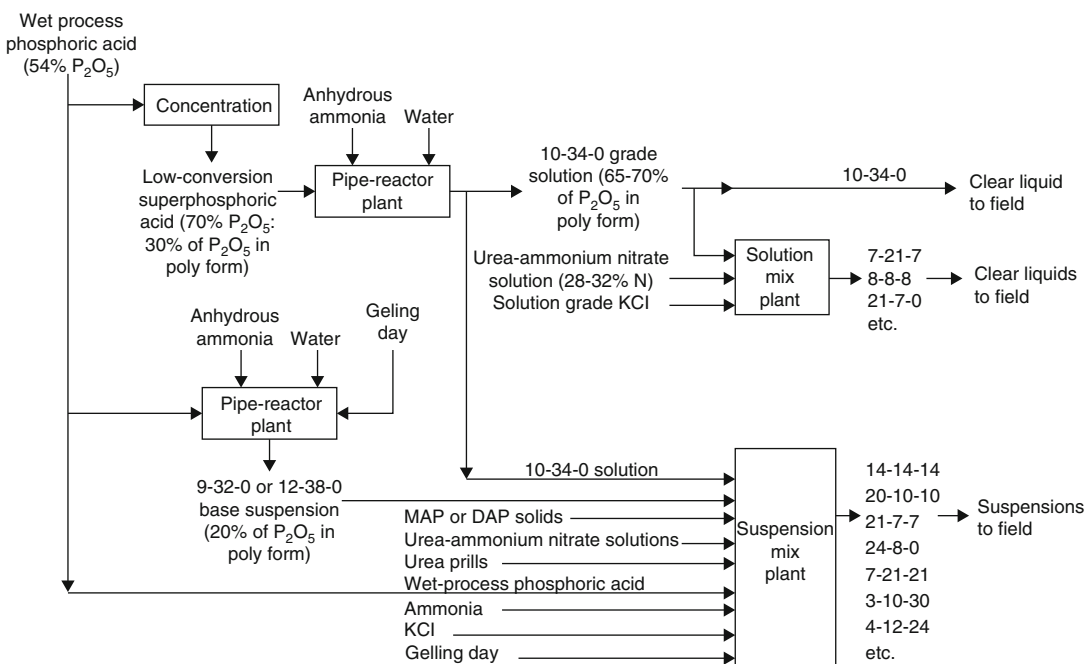 Wet process
phosphoric acid
(54% P₂O₅)
Concentration
Anhydrous
ammonia
Water
Low-conversion
superphosphoric
acid (70% P₂O₅:
30% of P₂O₅ in
poly form)
Pipe-reactor
plant
10-34-0 grade
solution (65-70%
of P₂O₅ in
poly form)
10-34-0
Clear liquid
to field
Urea-ammonium nitrate
solution (28-32% N)
Solution grade KCI
Solution
mix
plant
7-21-7
8-8-8
21-7-0
etc.
Clear liquids
to field
Anhydrous
ammonia
Water
Geling
day
Pipe-reactor
plant
9-32-0 or 12-38-0
base suspension
(20% of P₂O₅ in
poly form)
10-34-0 solution
MAP or DAP solids
Urea-ammonium nitrate solutions
Urea prills
Wet-process phosphoric acid
Ammonia
KCI
Gelling day
Suspension
mix
plant
14-14-14
20-10-10
21-7-7
24-8-0
7-21-21
3-10-30
4-12-24
etc.
Suspensions
to field